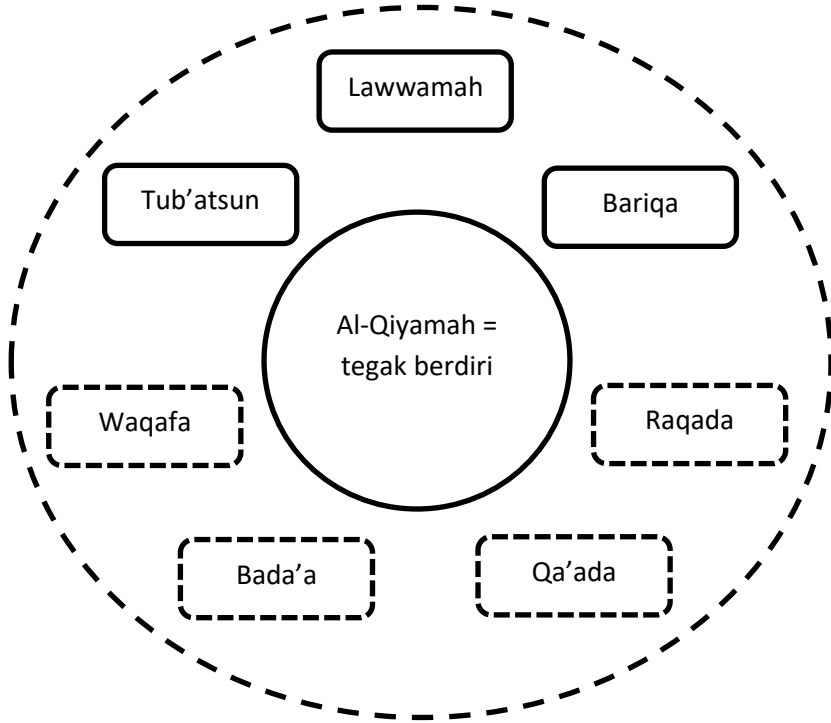 Lawwamah
Tub’atsun
Bariqa
Al-Qiyamah =
tegak berdiri
Waqafa
Raqada
Bada’a
Qa’ada